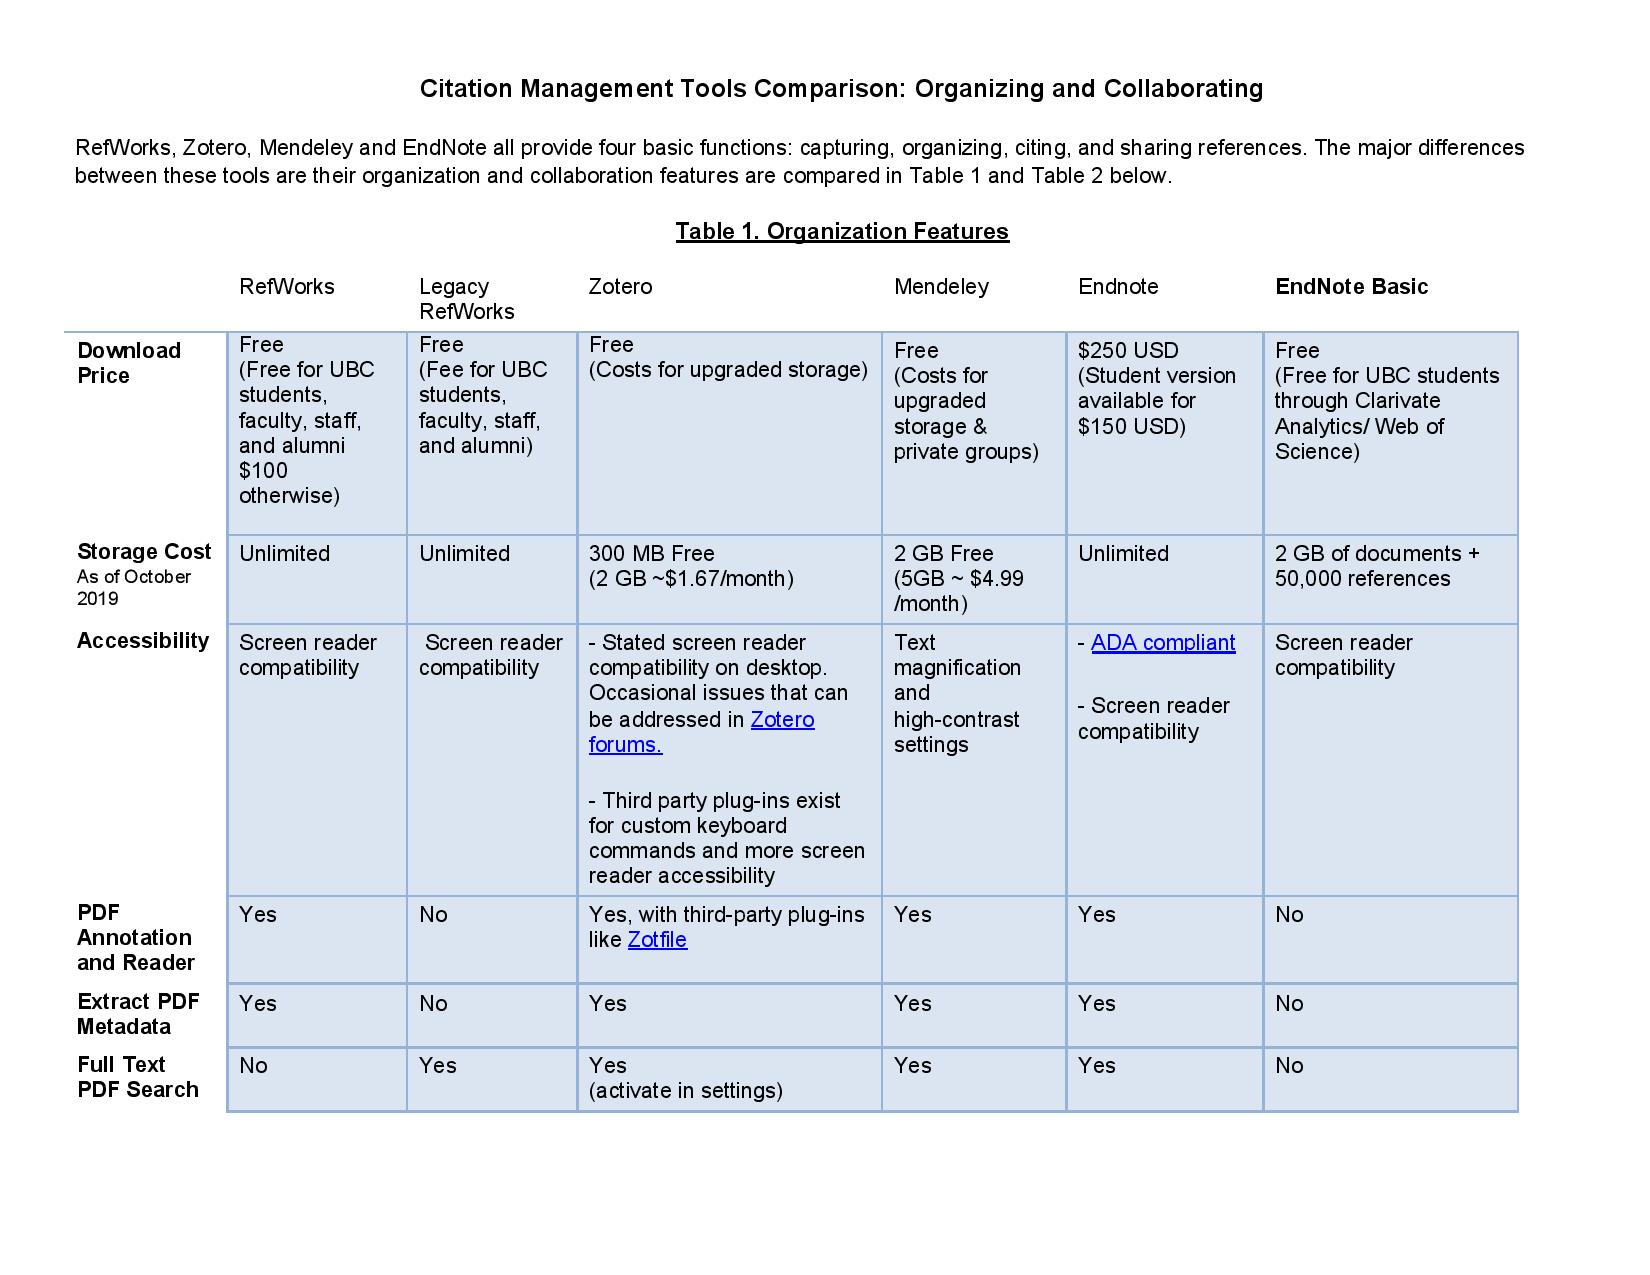 Citation Management Tools Comparison: Organizing and Collaborating
RefWorks, Zotero, Mendeley and EndNote all provide four basic functions: capturing, organizing, citing, and sharing references. The major differences
between these tools are their organization and collaboration features are compared in Table 1 and Table 2 below.
Table 1. Organization Features
RefWorks
Legacy
RefWorks
Zotero
Mendeley
Endnote
EndNote Basic
Download
Price
Free
(Free for UBC
students,
faculty, staff,
and alumni
$100
otherwise)
Free
(Fee for UBC
students,
faculty, staff,
and alumni)
Free
(Costs for upgraded storage)
Free
(Costs for
upgraded
storage &
private groups)
$250 USD
(Student version
available for
$150 USD)
Free
(Free for UBC students
through Clarivate
Analytics/ Web of
Science)
Storage Cost
As of October
2019
Unlimited
Unlimited
300 MB Free
(2 GB ~$1.67/month)
2 GB Free
(5GB ~ $4.99
/month)
Unlimited
2 GB of documents +
50,000 references
Accessibility
Screen reader
compatibility
Screen reader
compatibility
- Stated screen reader
compatibility on desktop.
Occasional issues that can
be addressed in Zotero
forums.
- Third party plug-ins exist
for custom keyboard
commands and more screen
reader accessibility
Text
magnification
and
high-contrast
settings
- ADA compliant
- Screen reader
compatibility
Screen reader
compatibility
PDF
Annotation
and Reader
Yes
No
Yes, with third-party plug-ins
like Zotfile
Yes
Yes
No
Extract PDF
Metadata
Yes
No
Yes
Yes
Yes
No
Full Text
PDF Search
No
Yes
Yes
(activate in settings)
Yes
Yes
No